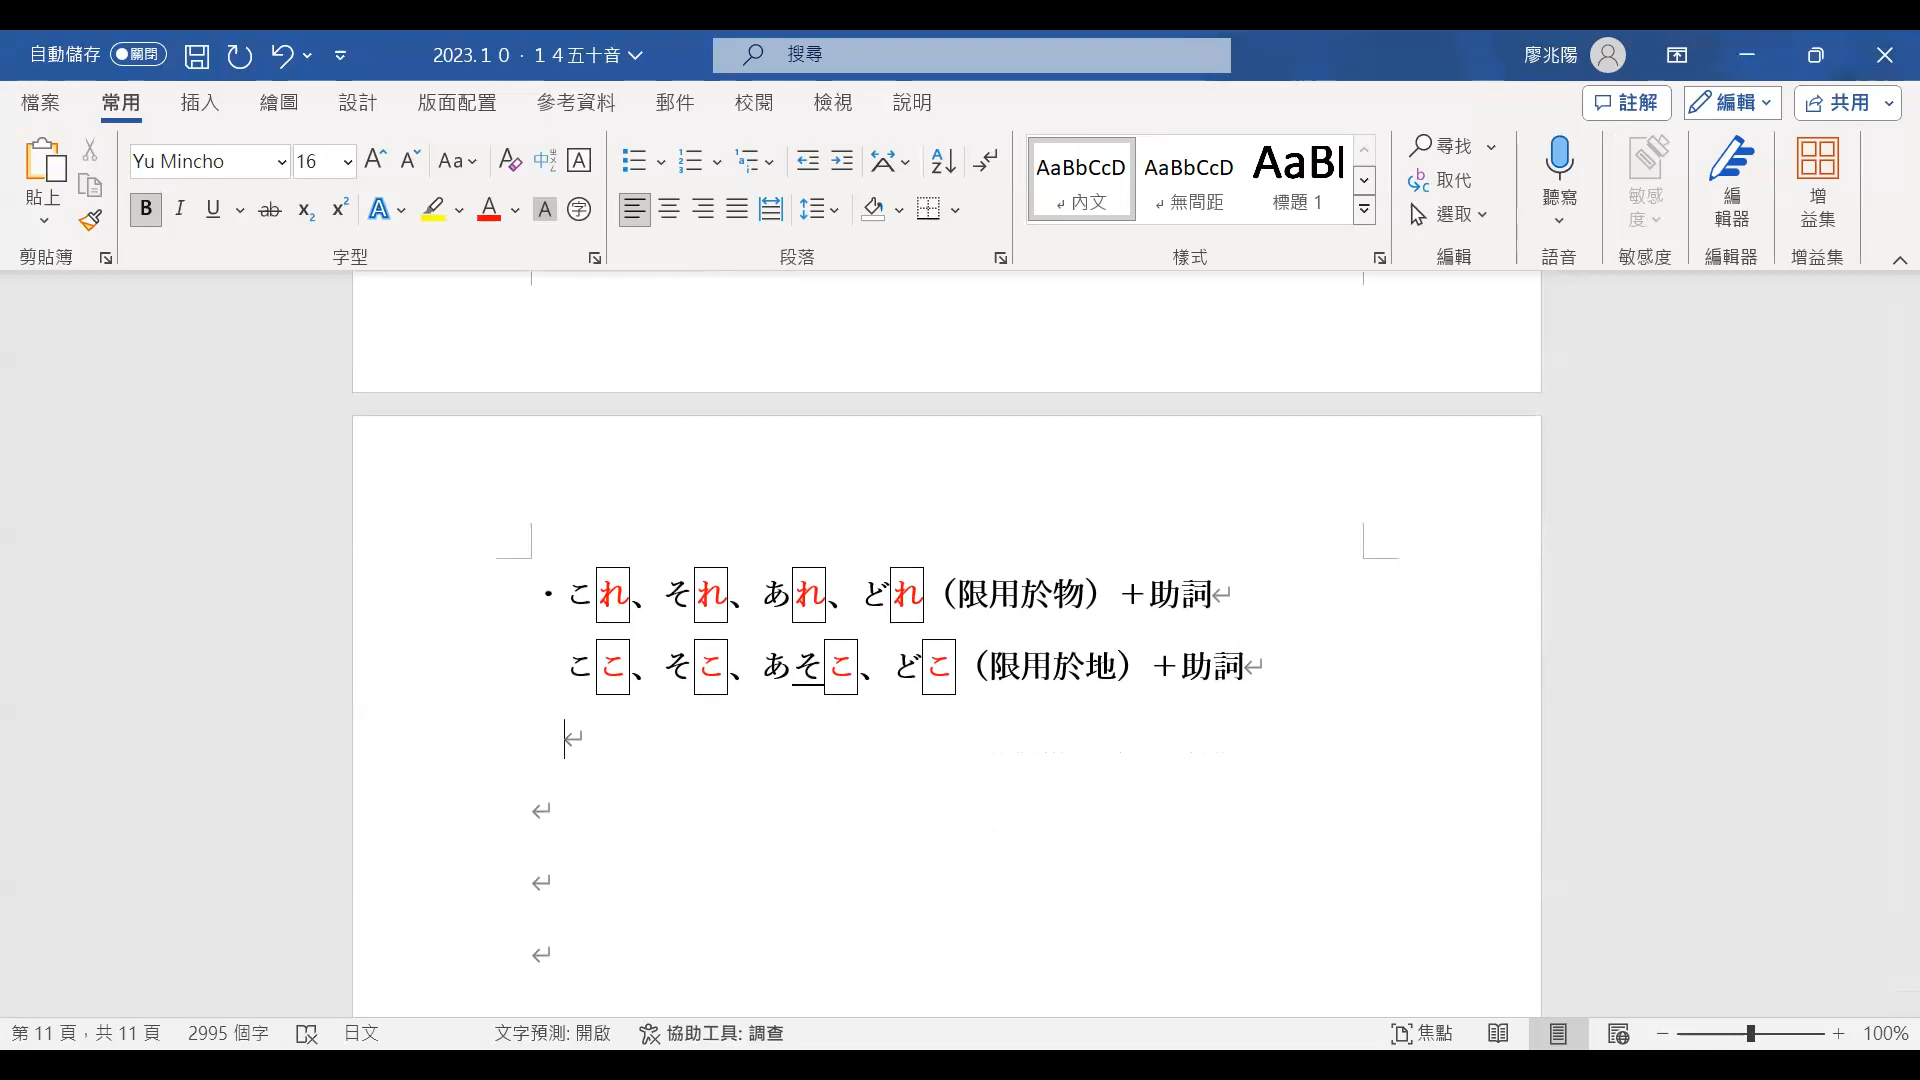 自動儲存 關閉 2023.１０．１４五十音 搜尋 廖兆陽
檔案 常用 插入 繪圖 設計 版面配置 參考資料 郵件 校閱 檢視 說明 註解 編輯 共用
貼上
剪貼簿
Yu Mincho 16 A A Aa A 中文 A
B I U ab x2 x2 A A A 字
字型
段落
AaBbCcD AaBbCcD AaBl
內文 無間距 標題 1
樣式
尋找
取代
選取
編輯
聽寫
語音
敏感
度
敏感度
編
輯器
編輯器
增
益集
增益集
・これ、それ、あれ、どれ（限用於物）＋助詞
ここ、そこ、あそこ、どこ（限用於地）＋助詞
第 11 頁，共 11 頁 2995 個字 日文 文字預測: 開啟 協助工具: 調查 焦點 100%